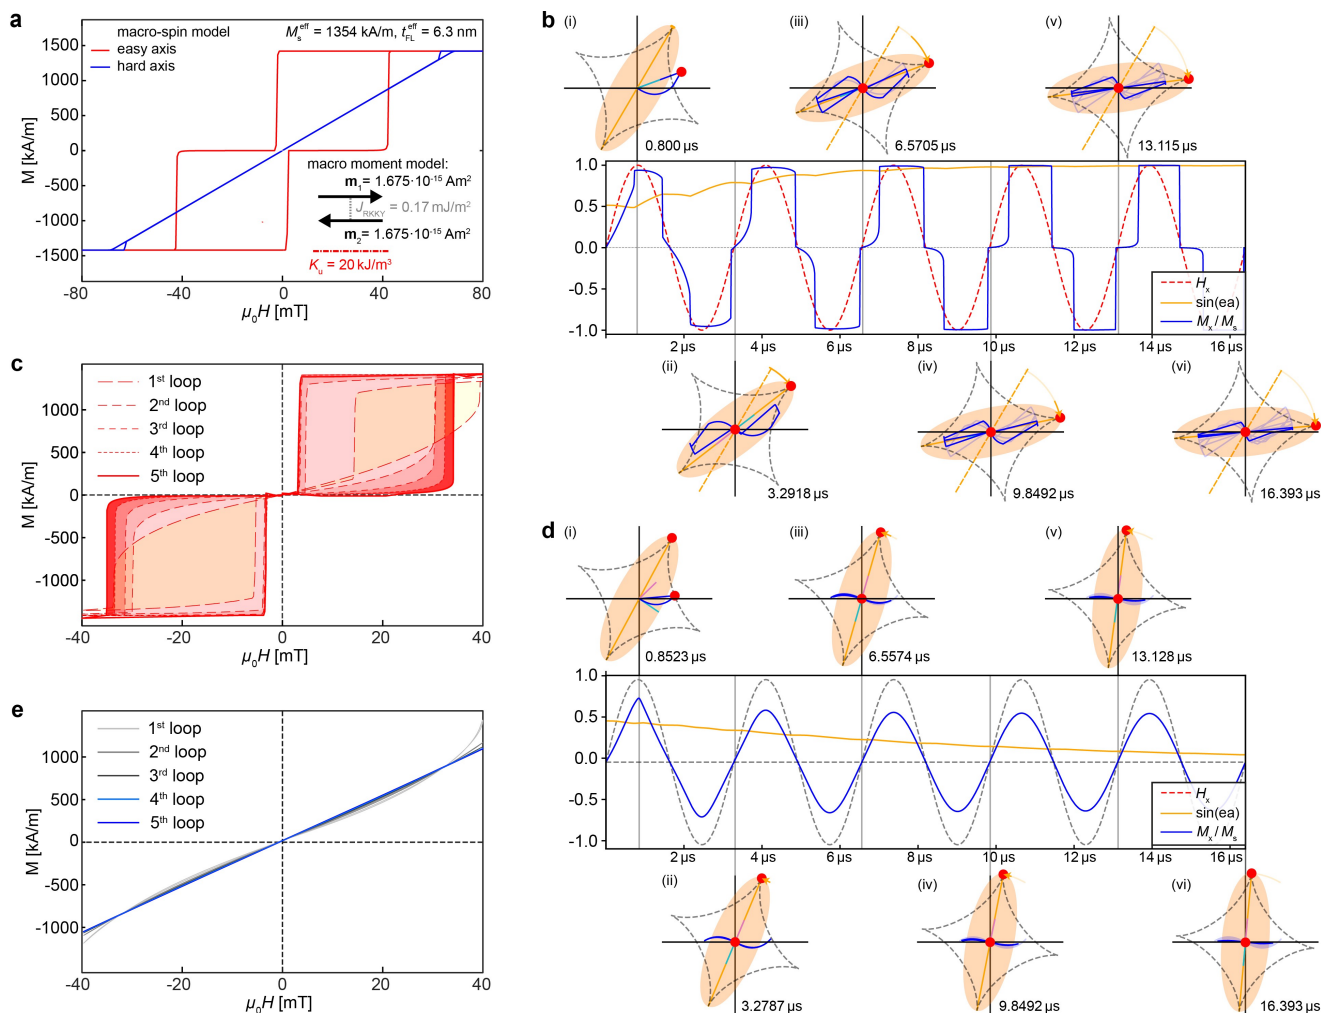 a
macro-spin model
easy axis
hard axis
M_s^eff = 1354 kA/m, t_FL^eff = 6.3 nm
M [kA/m]
1500
1000
500
0
-500
-1000
-1500
macro moment model:
m₁= 1.675·10⁻¹⁵ Am²
J_RKKY = 0.17 mJ/m²
m₂= 1.675·10⁻¹⁵ Am²
K_u = 20 kJ/m³
-80 -40 0 40 80
μ₀H [mT]
b
(i) (iii) (v)
0.800 µs 6.5705 µs 13.115 µs
1.0
0.5
0.0
-0.5
-1.0
H_x
sin(ea)
M_x / M_s
2 µs 4 µs 6 µs 8 µs 10 µs 12 µs 14 µs 16 µs
(ii) (iv) (vi)
3.2918 µs 9.8492 µs 16.393 µs
c
1st loop
2nd loop
3rd loop
4th loop
5th loop
M [kA/m]
1000
500
0
-500
-1000
-40 -20 0 20 40
μ₀H [mT]
d
(i) (iii) (v)
0.8523 µs 6.5574 µs 13.128 µs
1.0
0.5
0.0
-0.5
-1.0
H_x
sin(ea)
M_x / M_s
2 µs 4 µs 6 µs 8 µs 10 µs 12 µs 14 µs 16 µs
(ii) (iv) (vi)
3.2787 µs 9.8492 µs 16.393 µs
e
1st loop
2nd loop
3rd loop
4th loop
5th loop
M [kA/m]
1000
500
0
-500
-1000
-40 -20 0 20 40
μ₀H [mT]